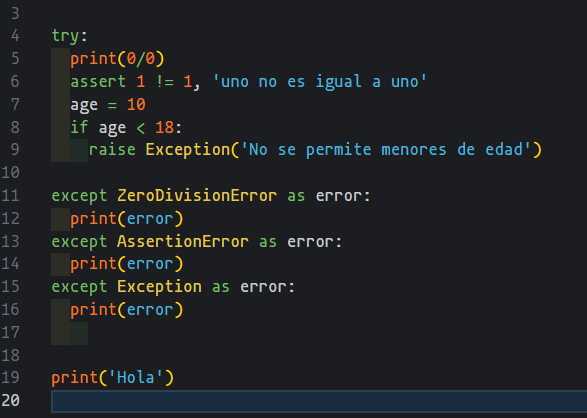 3
4 try:
5   print(0/0)
6   assert 1 != 1, 'uno no es igual a uno'
7   age = 10
8   if age < 18:
9     raise Exception('No se permite menores de edad')
10
11 except ZeroDivisionError as error:
12   print(error)
13 except AssertionError as error:
14   print(error)
15 except Exception as error:
16   print(error)
17
18
19 print('Hola')
20